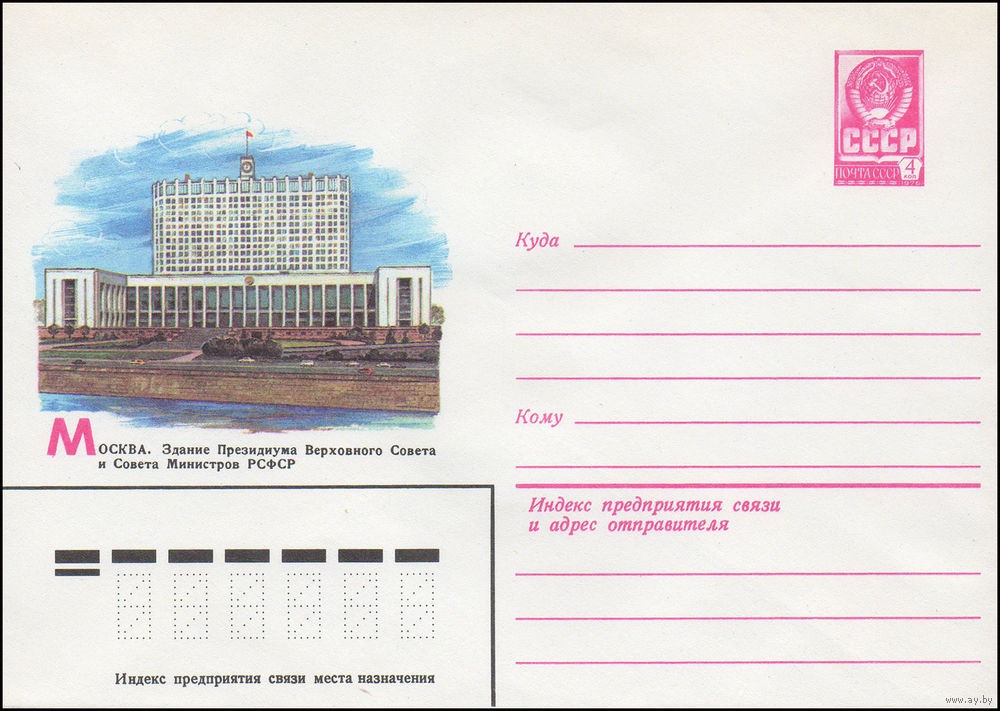 СССР
ПОЧТА СССР
4
КОП
1976
Куда
Кому
МОСКВА. Здание Президиума Верховного Совета
и Совета Министров РСФСР
Индекс предприятия связи
и адрес отправителя
Индекс предприятия связи места назначения
www.ay.by